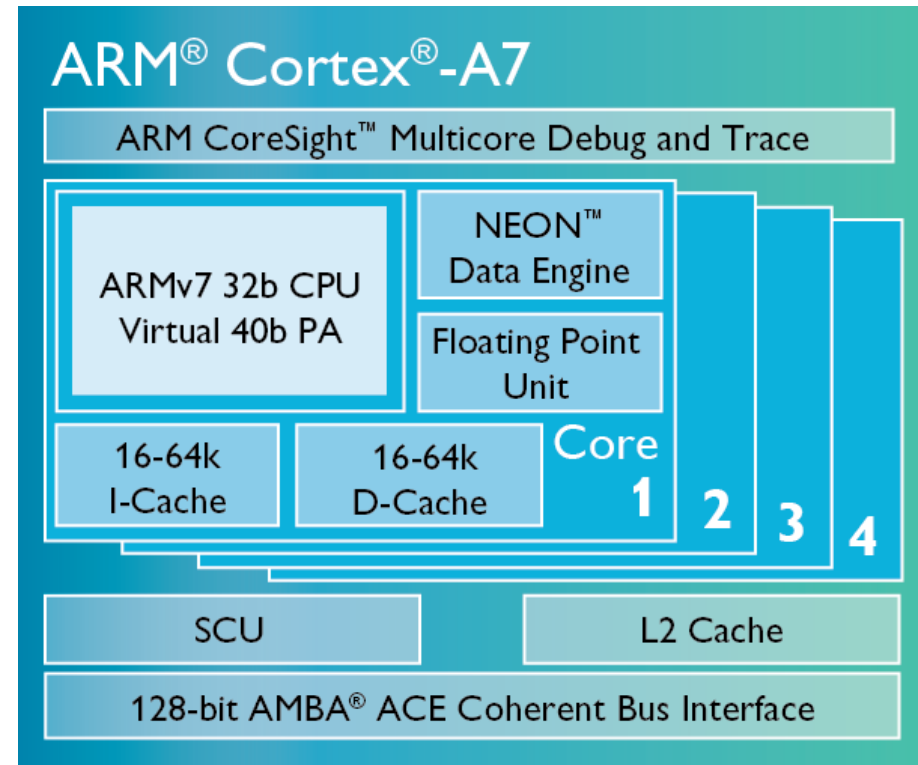 ARM® Cortex®-A7
ARM CoreSight™ Multicore Debug and Trace
ARMv7 32b CPU
Virtual 40b PA
NEON™
Data Engine
Floating Point
Unit
16-64k
I-Cache
16-64k
D-Cache
Core
1
2
3
4
SCU
L2 Cache
128-bit AMBA® ACE Coherent Bus Interface